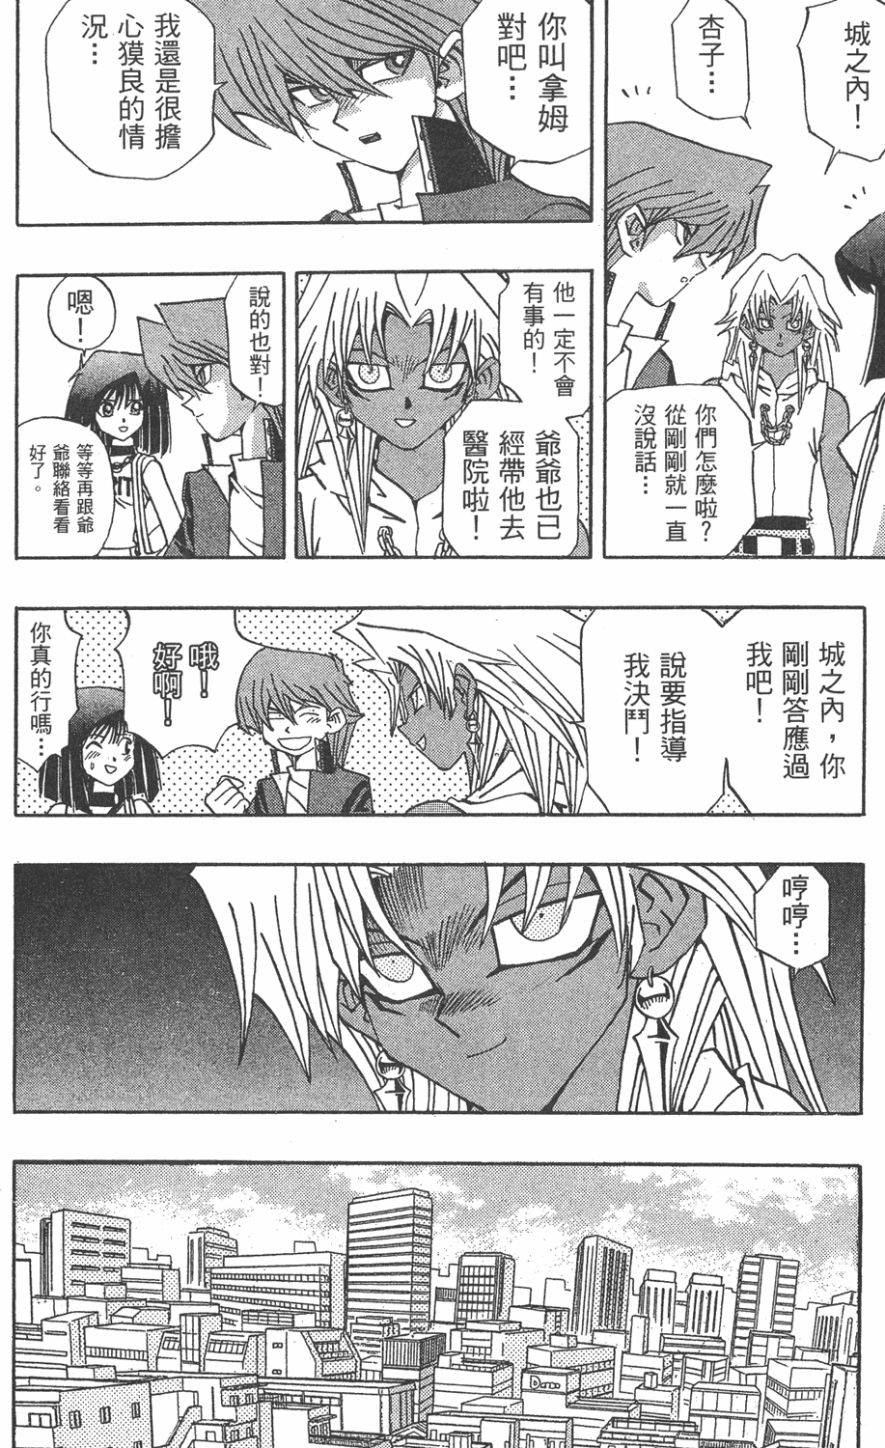 城之內！
杏子…
你們怎麼啦？
從剛剛就一直
沒說話…
你叫拿姆
對吧…
我還是很擔
心獏良的情
況…
他一定不會
有事的！
爺爺也已
經帶他去
醫院啦！
說的也對！
嗯！
等等再跟爺
爺聯絡看看
好了。
城之內，你
剛剛答應過
我吧！
說要指導
我決鬥！
哦！
好啊！
你真的行嗎…
哼哼…